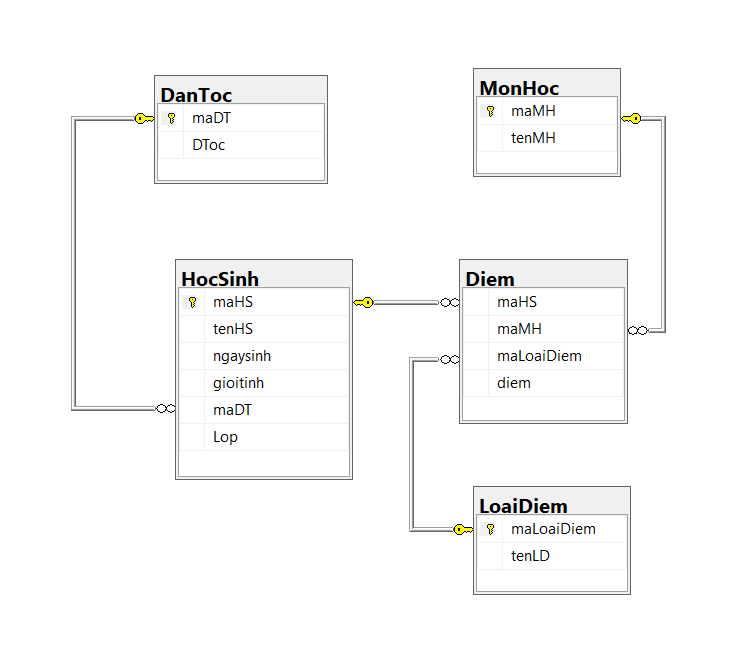 DanToc
maDT
DToc
MonHoc
maMH
tenMH
HocSinh
maHS
tenHS
ngaysinh
gioitinh
maDT
Lop
Diem
maHS
maMH
maLoaiDiem
diem
LoaiDiem
maLoaiDiem
tenLD